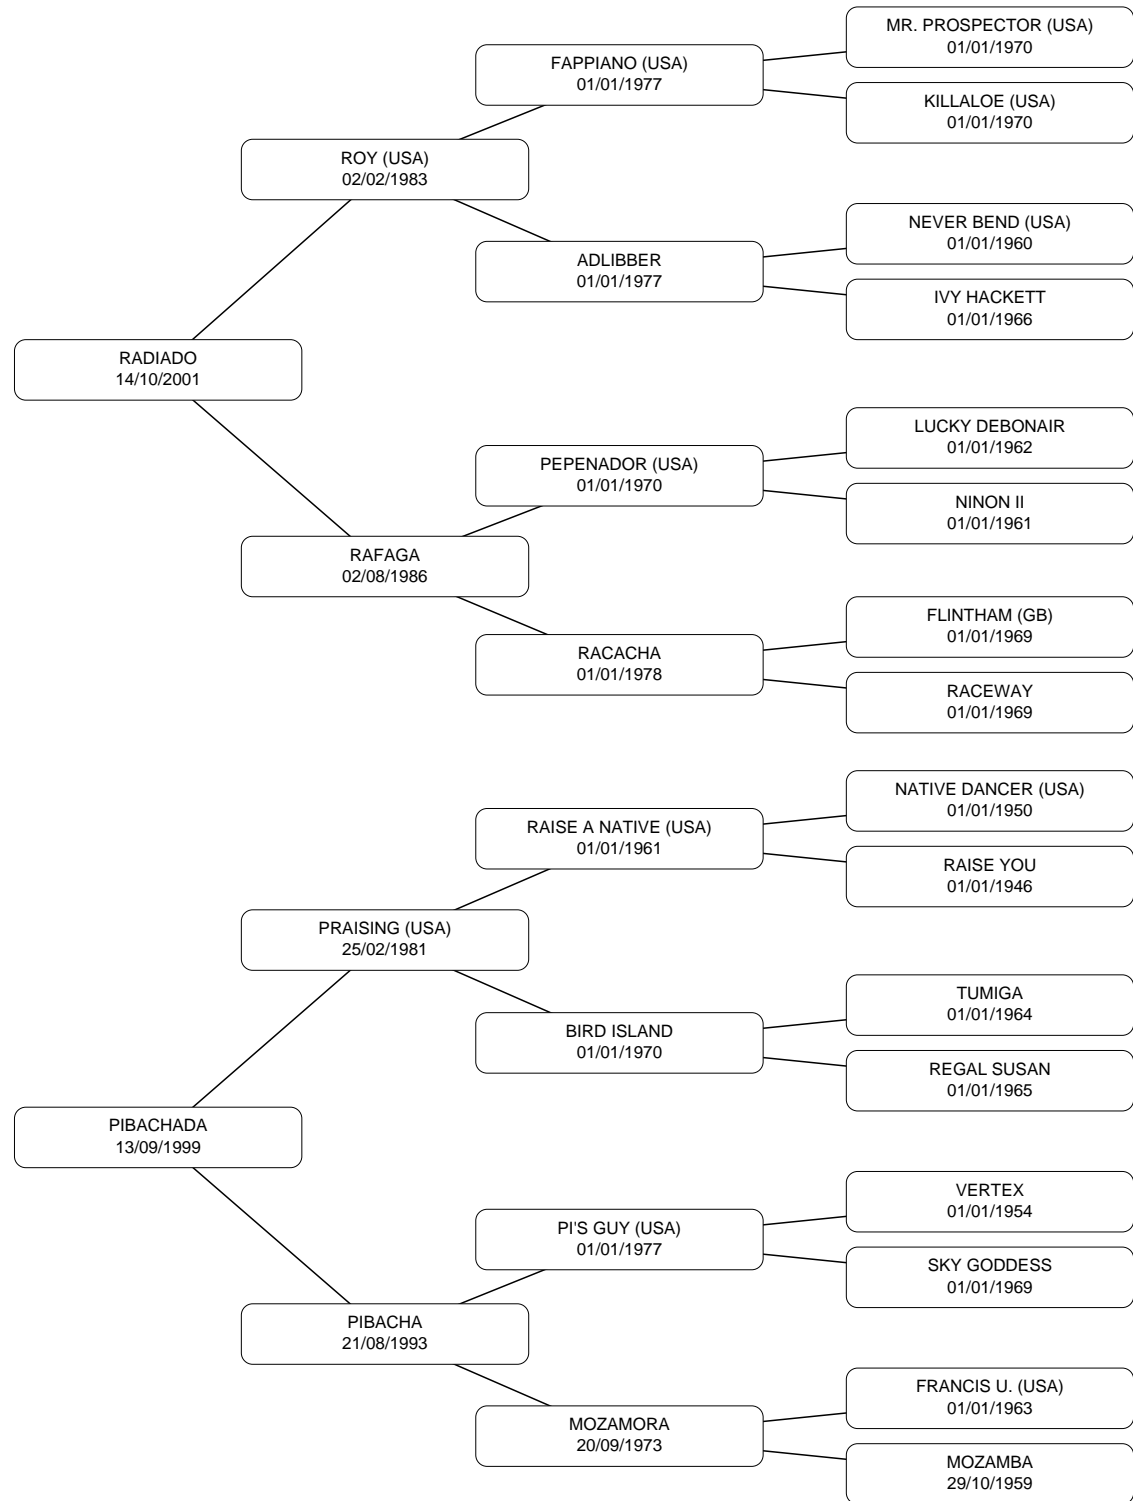 MR. PROSPECTOR (USA)
01/01/1970
FAPPIANO (USA)
01/01/1977
KILLALOE (USA)
01/01/1970
ROY (USA)
02/02/1983
NEVER BEND (USA)
01/01/1960
ADLIBBER
01/01/1977
IVY HACKETT
01/01/1966
RADIADO
14/10/2001
LUCKY DEBONAIR
01/01/1962
PEPENADOR (USA)
01/01/1970
NINON II
01/01/1961
RAFAGA
02/08/1986
FLINTHAM (GB)
01/01/1969
RACACHA
01/01/1978
RACEWAY
01/01/1969
NATIVE DANCER (USA)
01/01/1950
RAISE A NATIVE (USA)
01/01/1961
RAISE YOU
01/01/1946
PRAISING (USA)
25/02/1981
TUMIGA
01/01/1964
BIRD ISLAND
01/01/1970
REGAL SUSAN
01/01/1965
PIBACHADA
13/09/1999
VERTEX
01/01/1954
PI'S GUY (USA)
01/01/1977
SKY GODDESS
01/01/1969
PIBACHA
21/08/1993
FRANCIS U. (USA)
01/01/1963
MOZAMORA
20/09/1973
MOZAMBA
29/10/1959